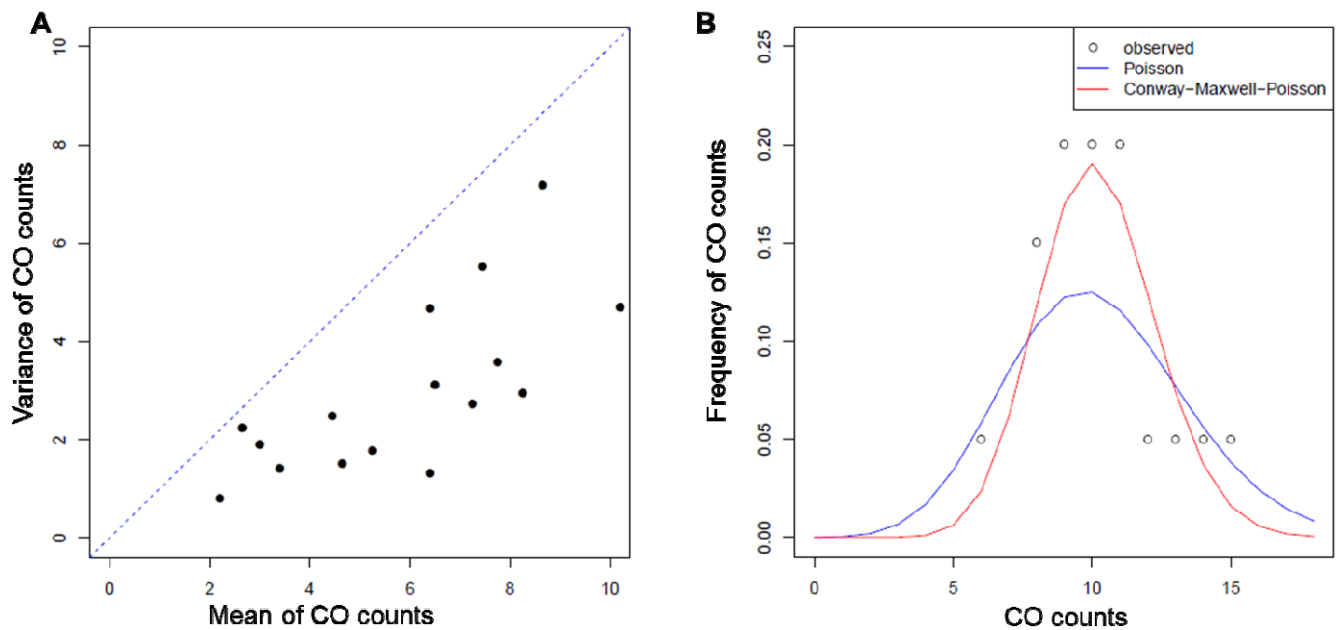 A
10
8
6
4
2
0
Variance of CO counts
0 2 4 6 8 10
Mean of CO counts
B
0.25
0.20
0.15
0.10
0.05
0.00
Frequency of CO counts
observed
Poisson
Conway-Maxwell-Poisson
0 5 10 15
CO counts